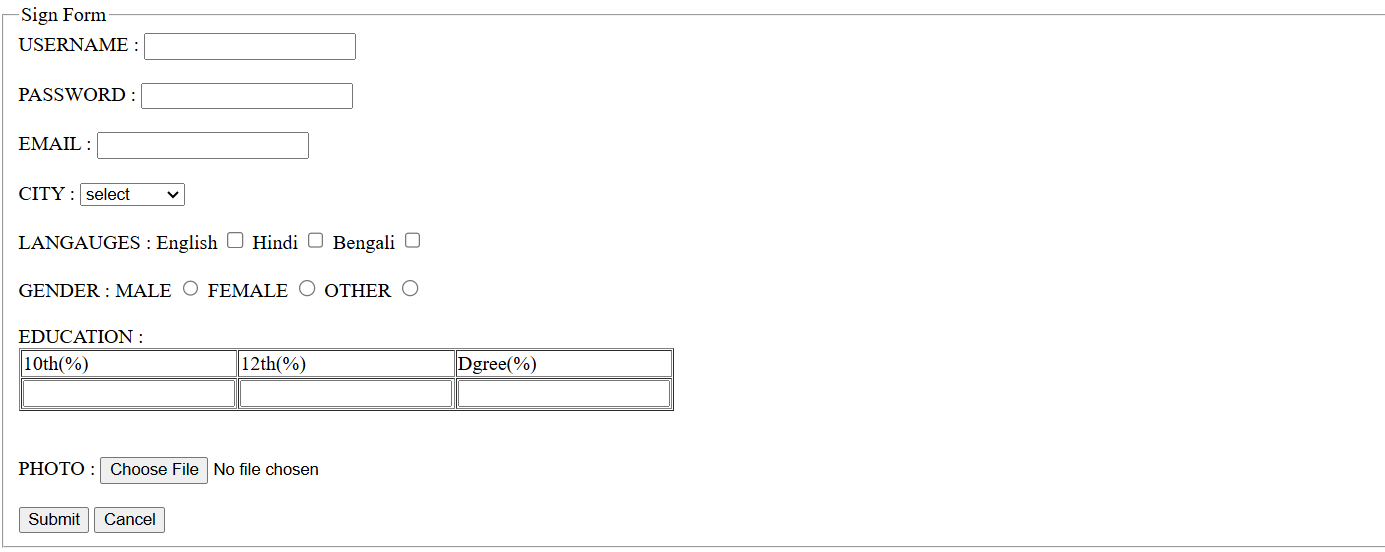 Sign Form
USERNAME :
PASSWORD :
EMAIL :
CITY : select
LANGAUGES : English Hindi Bengali
GENDER : MALE FEMALE OTHER
EDUCATION :
10th(%) 12th(%) Dgree(%)
PHOTO : Choose File No file chosen
Submit Cancel